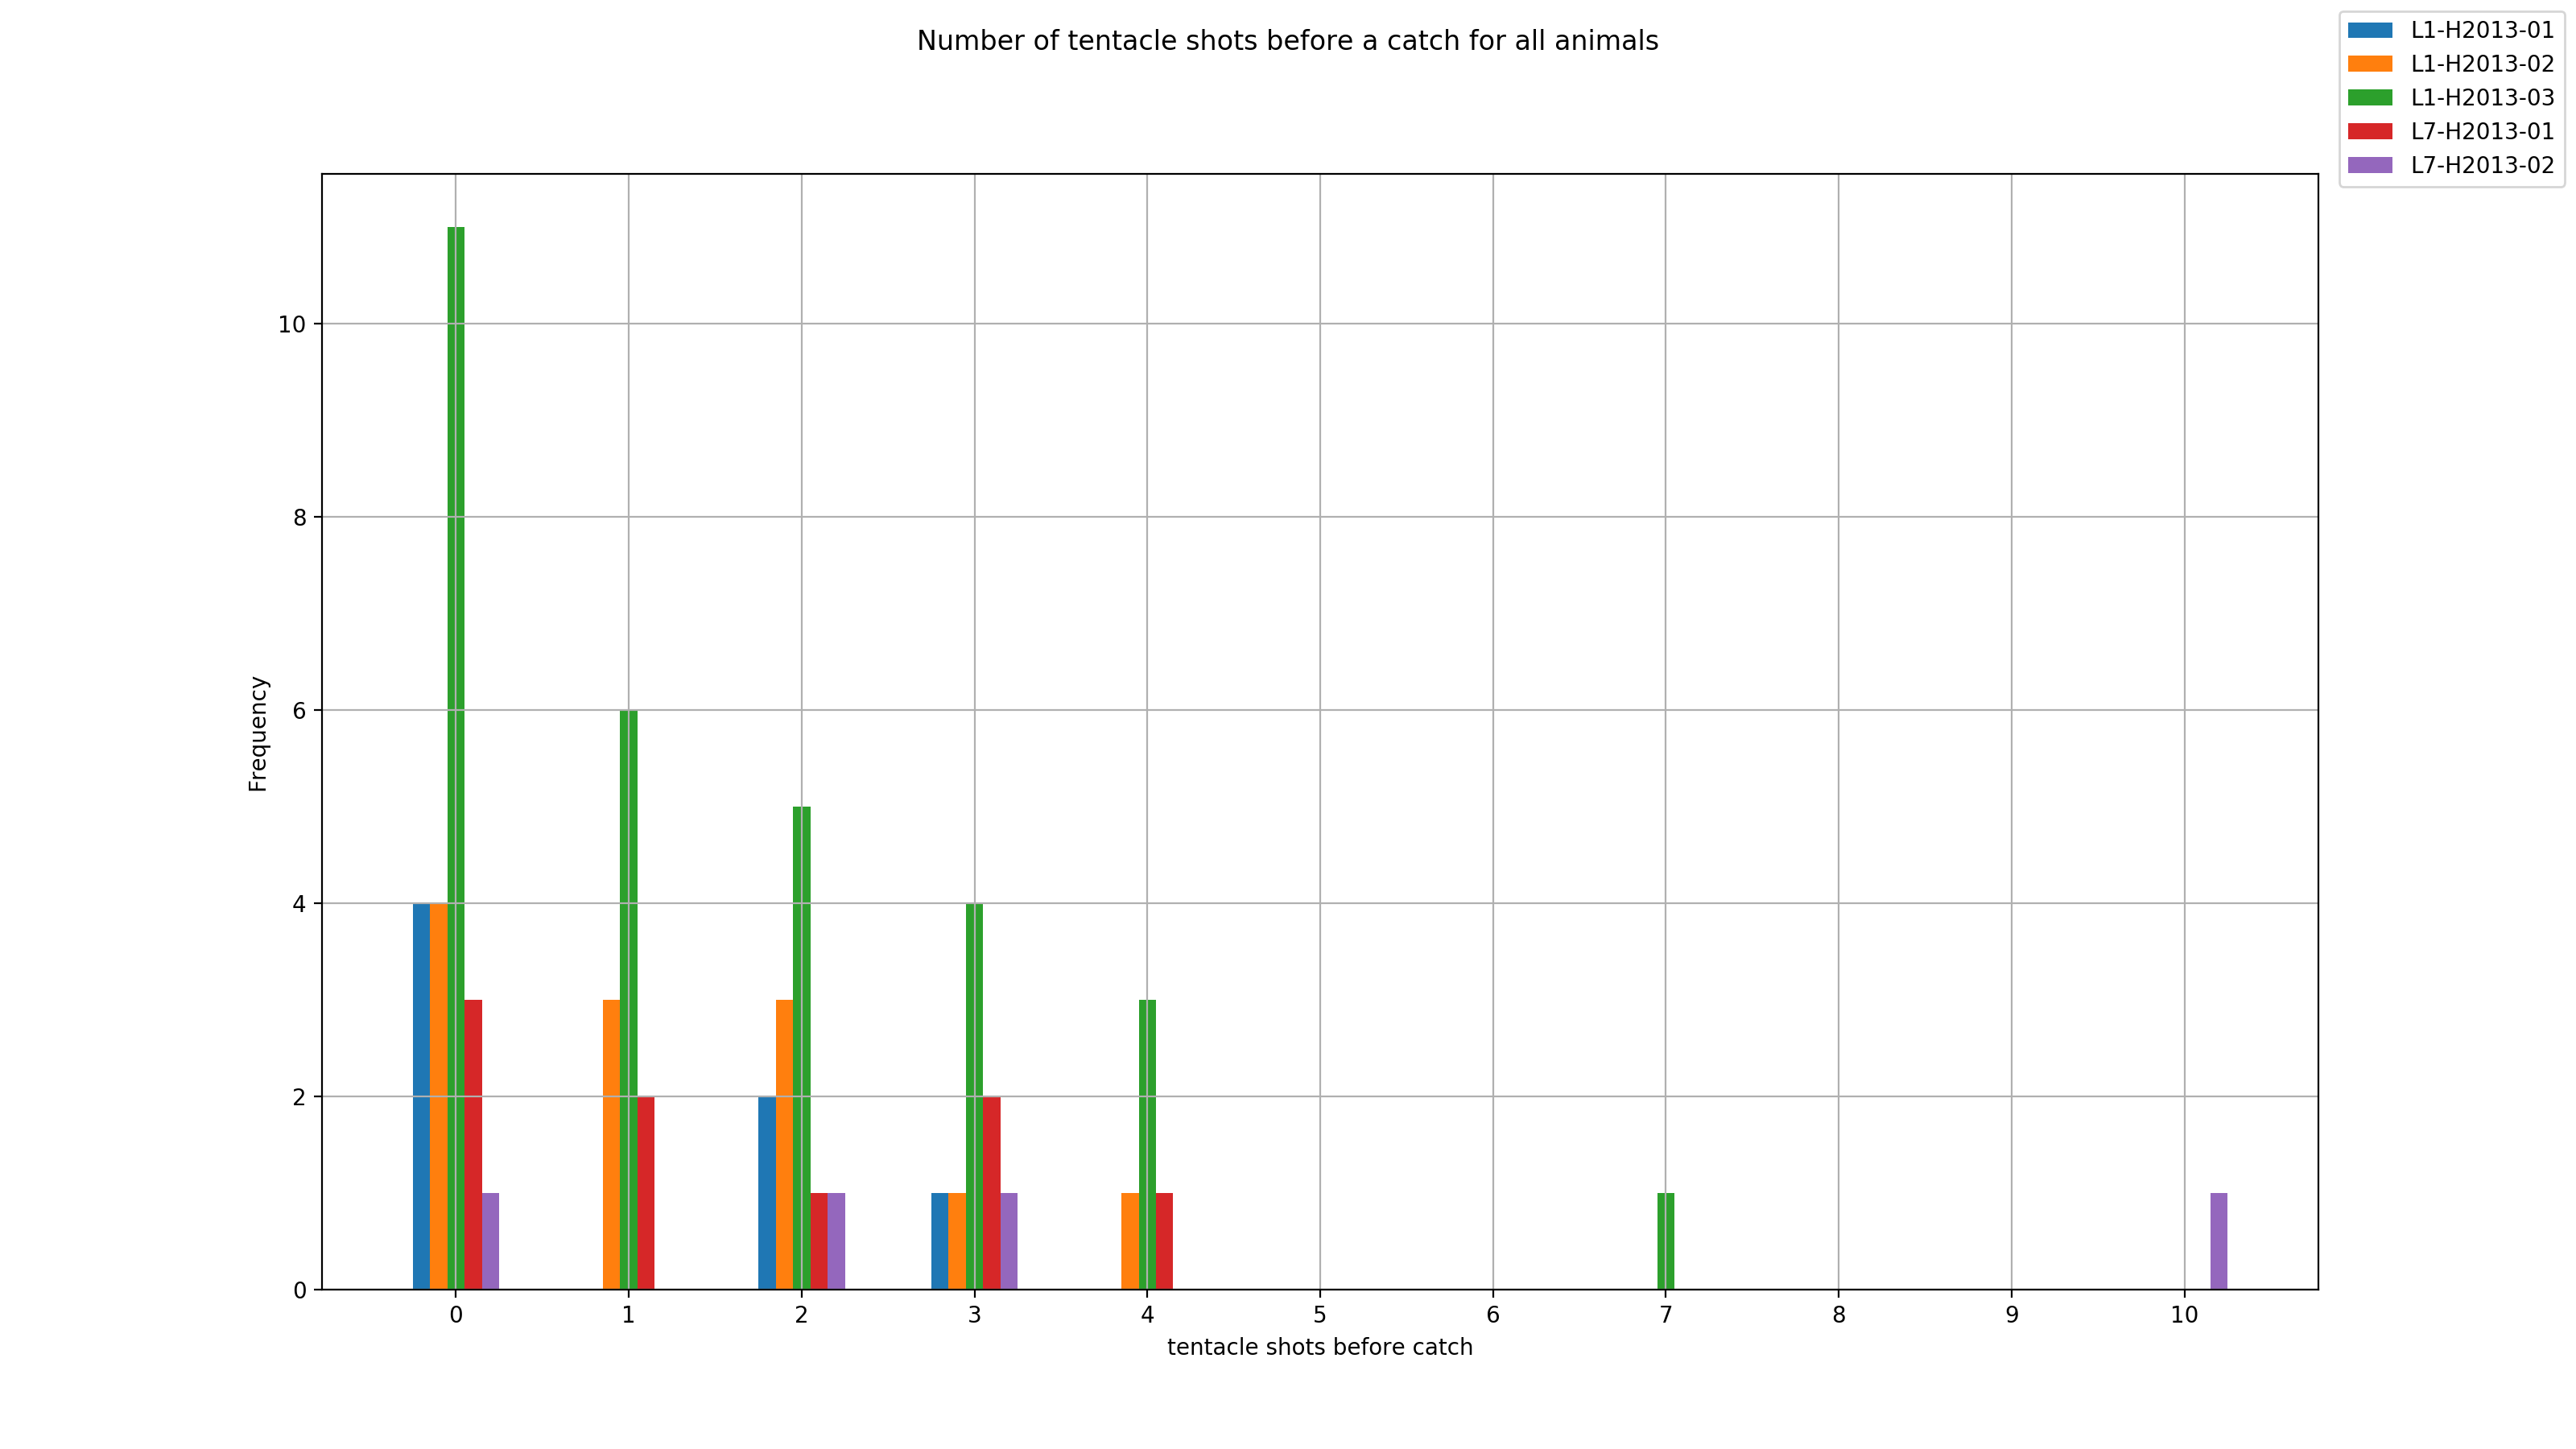 Number of tentacle shots before a catch for all animals
L1-H2013-01
L1-H2013-02
L1-H2013-03
L7-H2013-01
L7-H2013-02
Frequency
10
8
6
4
2
0
0 1 2 3 4 5 6 7 8 9 10
tentacle shots before catch